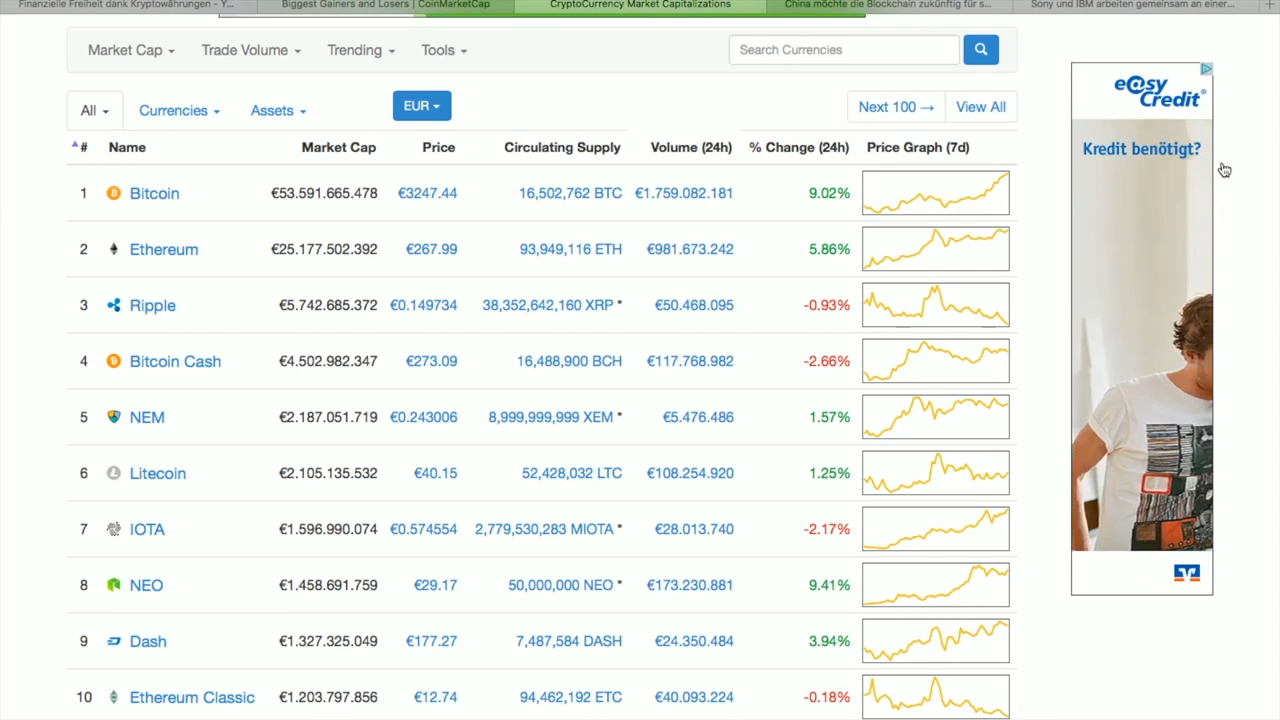 Finanzielle Freiheit dank Kryptowährungen - Y... Biggest Gainers and Losers | CoinMarketCap CryptoCurrency Market Capitalizations China möchte die Blockchain zukünftig für s... Sony und IBM arbeiten gemeinsam an einer...
Market Cap Trade Volume Trending Tools Search Currencies
All Currencies Assets EUR Next 100 → View All
# Name Market Cap Price Circulating Supply Volume (24h) % Change (24h) Price Graph (7d)
1 Bitcoin €53.591.665.478 €3247.44 16,502,762 BTC €1.759.082.181 9.02%
2 Ethereum €25.177.502.392 €267.99 93,949,116 ETH €981.673.242 5.86%
3 Ripple €5.742.685.372 €0.149734 38,352,642,160 XRP * €50.468.095 -0.93%
4 Bitcoin Cash €4.502.982.347 €273.09 16,488,900 BCH €117.768.982 -2.66%
5 NEM €2.187.051.719 €0.243006 8,999,999,999 XEM * €5.476.486 1.57%
6 Litecoin €2.105.135.532 €40.15 52,428,032 LTC €108.254.920 1.25%
7 IOTA €1.596.990.074 €0.574554 2,779,530,283 MIOTA * €28.013.740 -2.17%
8 NEO €1.458.691.759 €29.17 50,000,000 NEO * €173.230.881 9.41%
9 Dash €1.327.325.049 €177.27 7,487,584 DASH €24.350.484 3.94%
10 Ethereum Classic €1.203.797.856 €12.74 94,462,192 ETC €40.093.224 -0.18%
e@sy
Credit®
Kredit benötigt?